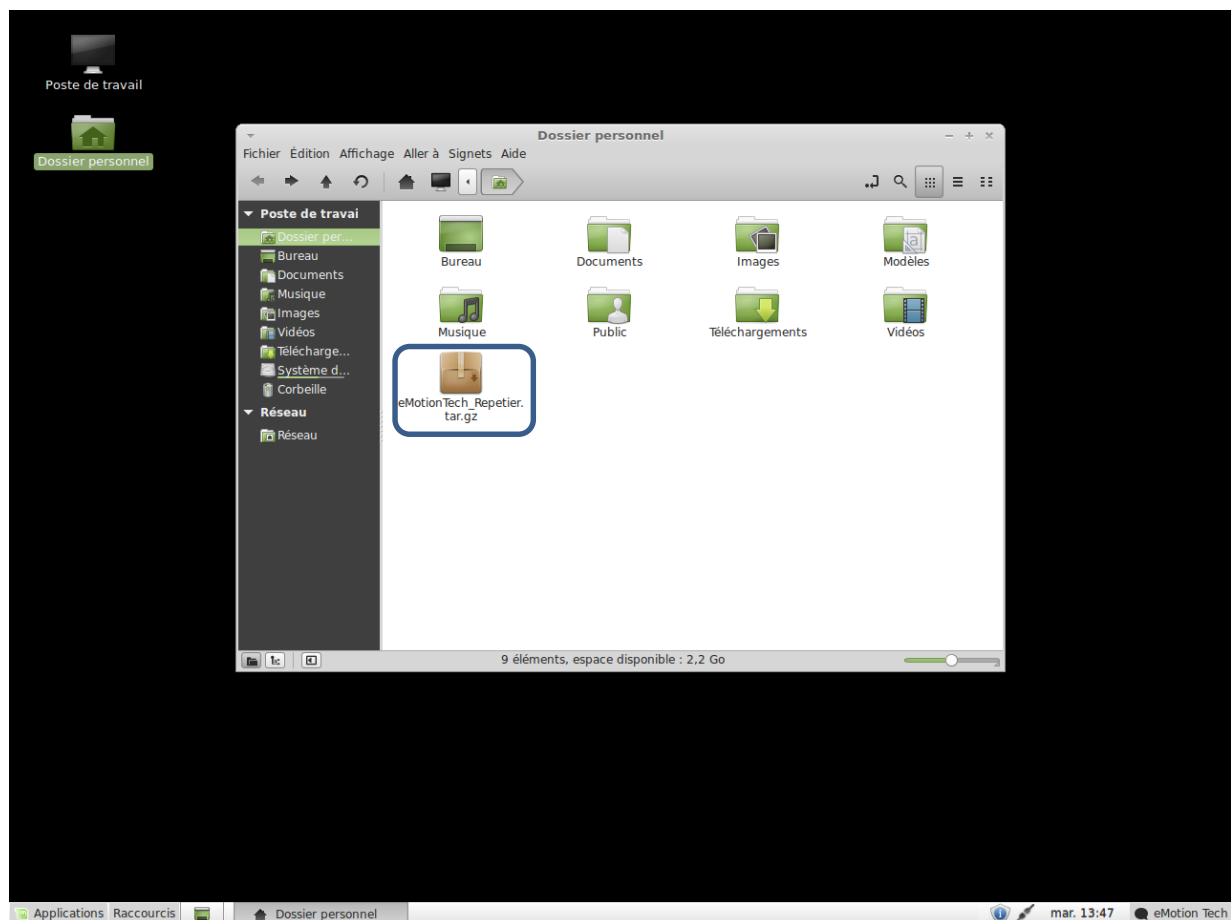 Poste de travail
Dossier personnel
Dossier personnel
Fichier Édition Affichage Aller à Signets Aide
Poste de travai
Dossier per...
Bureau
Documents
Musique
Images
Vidéos
Télécharge...
Système d...
Corbeille
Réseau
Réseau
Bureau
Documents
Images
Modèles
Musique
Public
Téléchargements
Vidéos
eMotionTech_Repetier.
tar.gz
9 éléments, espace disponible : 2,2 Go
Applications Raccourcis Dossier personnel mar. 13:47 eMotion Tech